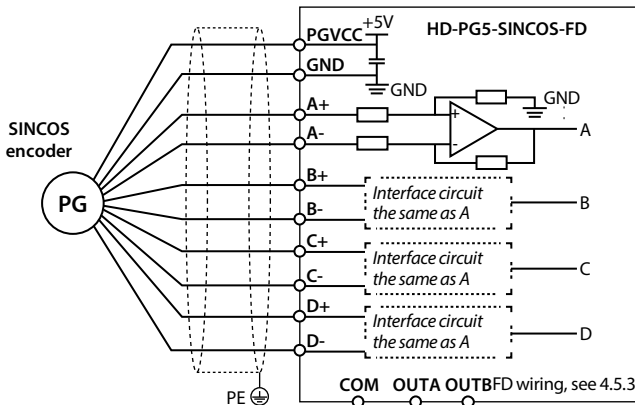 PGVCC
+5V
HD-PG5-SINCOS-FD
GND
GND
GND
A+
+
A
SINCOS
encoder
A-
-
B+
Interface circuit
the same as A
B
B-
PG
C+
Interface circuit
the same as A
C
C-
D+
Interface circuit
the same as A
D
D-
PE
COM OUTA OUTB FD wiring, see 4.5.3